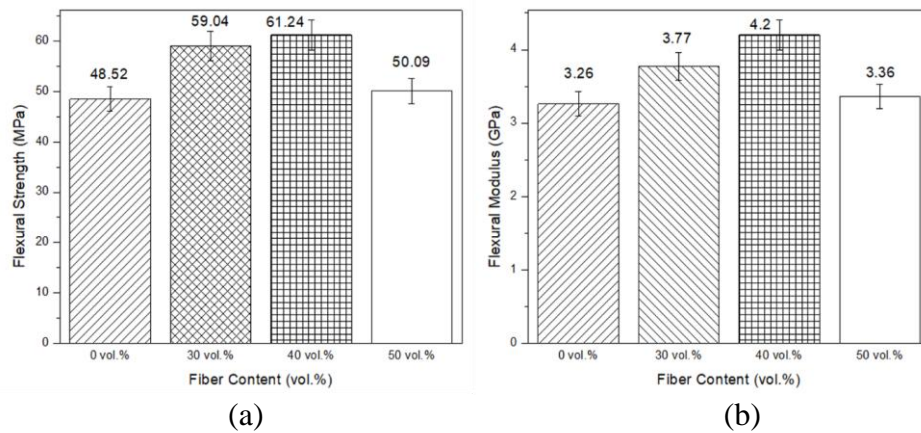 59.04
61.24
48.52
50.09
60
50
40
30
20
10
0
Flexural Strength (MPa)
0 vol.%
30 vol.%
40 vol.%
50 vol.%
Fiber Content (vol.%)
(a)
4.2
3.77
3.26
3.36
4
3
2
1
0
Flexural Modulus (GPa)
0 vol.%
30 vol.%
40 vol.%
50 vol.%
Fiber Content (vol.%)
(b)